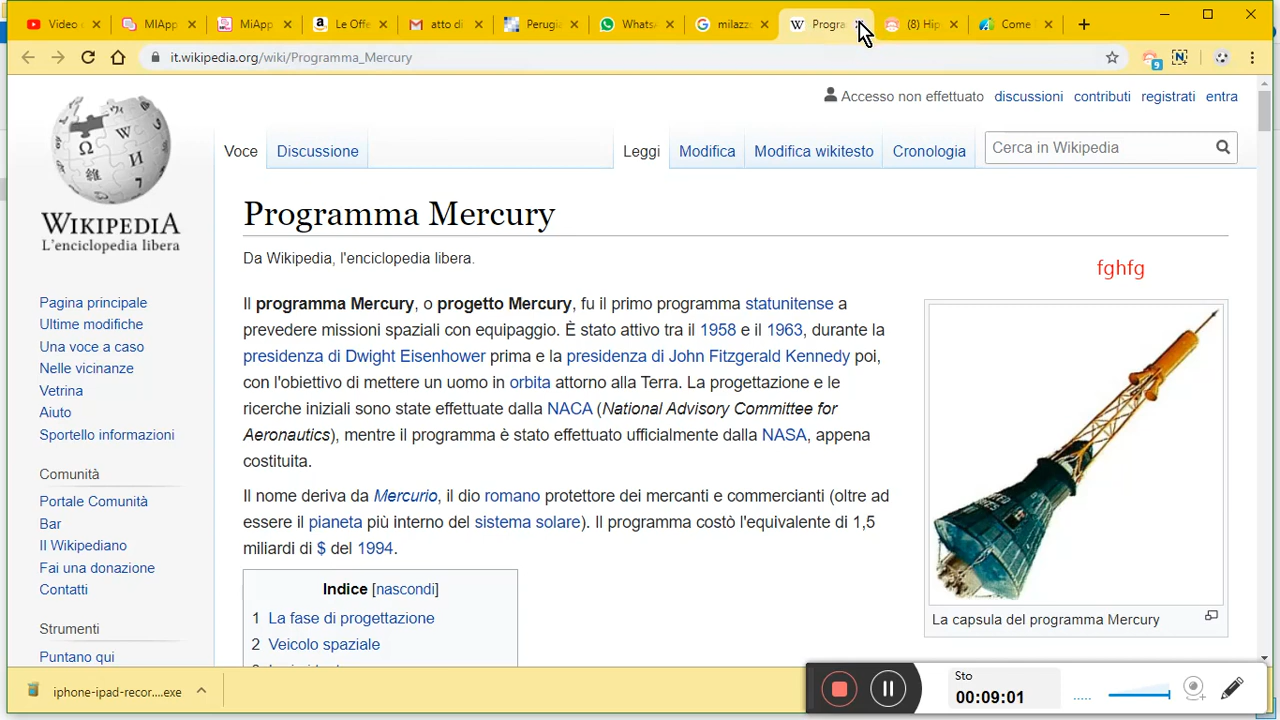 Video
MIApp
MiApp
Le Offe
atto di
Perugia
Whats
milazzo
Progra
(8) Hip
Come
it.wikipedia.org/wiki/Programma_Mercury
9
Accesso non effettuato discussioni contributi registrati entra
Voce Discussione Leggi Modifica Modifica wikitesto Cronologia Cerca in Wikipedia
WIKIPEDIA
L'enciclopedia libera
Programma Mercury
Da Wikipedia, l'enciclopedia libera.
fghfg
Il programma Mercury, o progetto Mercury, fu il primo programma statunitense a
prevedere missioni spaziali con equipaggio. È stato attivo tra il 1958 e il 1963, durante la
presidenza di Dwight Eisenhower prima e la presidenza di John Fitzgerald Kennedy poi,
con l'obiettivo di mettere un uomo in orbita attorno alla Terra. La progettazione e le
ricerche iniziali sono state effettuate dalla NACA (National Advisory Committee for
Aeronautics), mentre il programma è stato effettuato ufficialmente dalla NASA, appena
costituita.
Il nome deriva da Mercurio, il dio romano protettore dei mercanti e commercianti (oltre ad
essere il pianeta più interno del sistema solare). Il programma costò l'equivalente di 1,5
miliardi di $ del 1994.
Indice [nascondi]
1 La fase di progettazione
2 Veicolo spaziale
La capsula del programma Mercury
Pagina principale
Ultime modifiche
Una voce a caso
Nelle vicinanze
Vetrina
Aiuto
Sportello informazioni
Comunità
Portale Comunità
Bar
Il Wikipediano
Fai una donazione
Contatti
Strumenti
Puntano qui
iphone-ipad-recor....exe
Sto
00:09:01